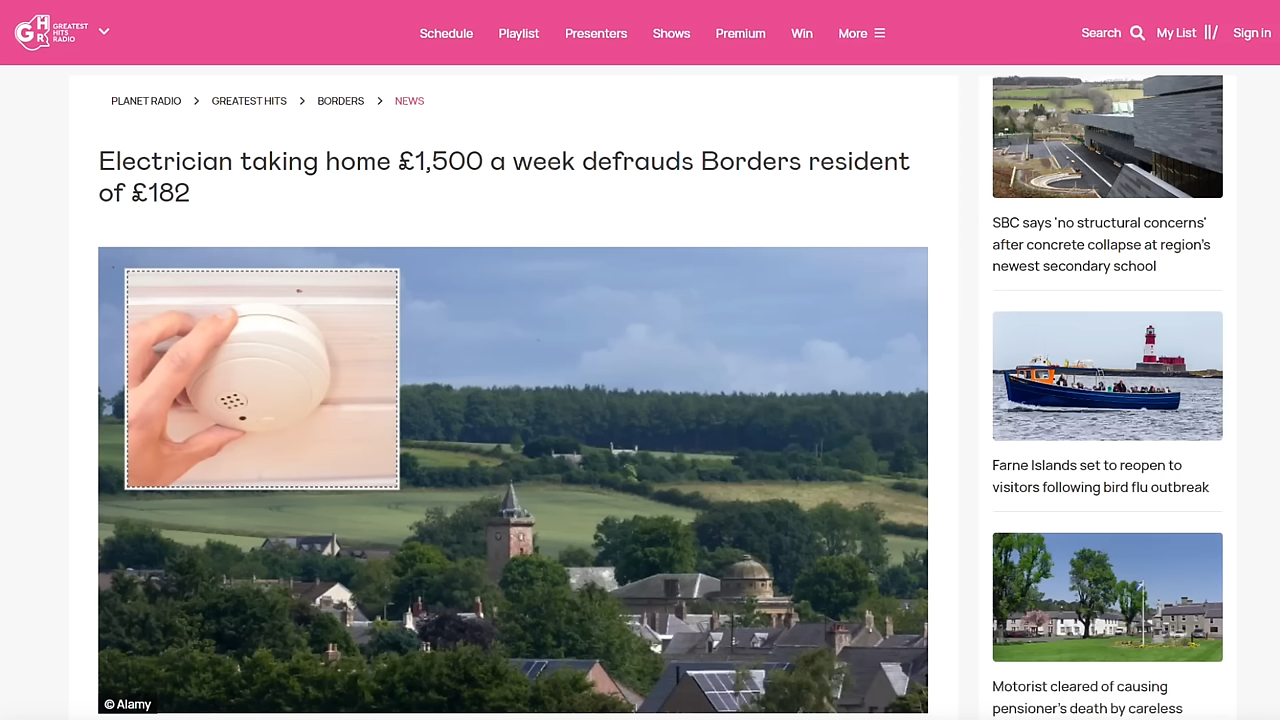 GHR GREATEST
HITS
RADIO
Schedule Playlist Presenters Shows Premium Win More
Search My List Sign in
PLANET RADIO > GREATEST HITS > BORDERS > NEWS
Electrician taking home £1,500 a week defrauds Borders resident
of £182
© Alamy
SBC says 'no structural concerns'
after concrete collapse at region's
newest secondary school
Farne Islands set to reopen to
visitors following bird flu outbreak
Motorist cleared of causing
pensioner's death by careless